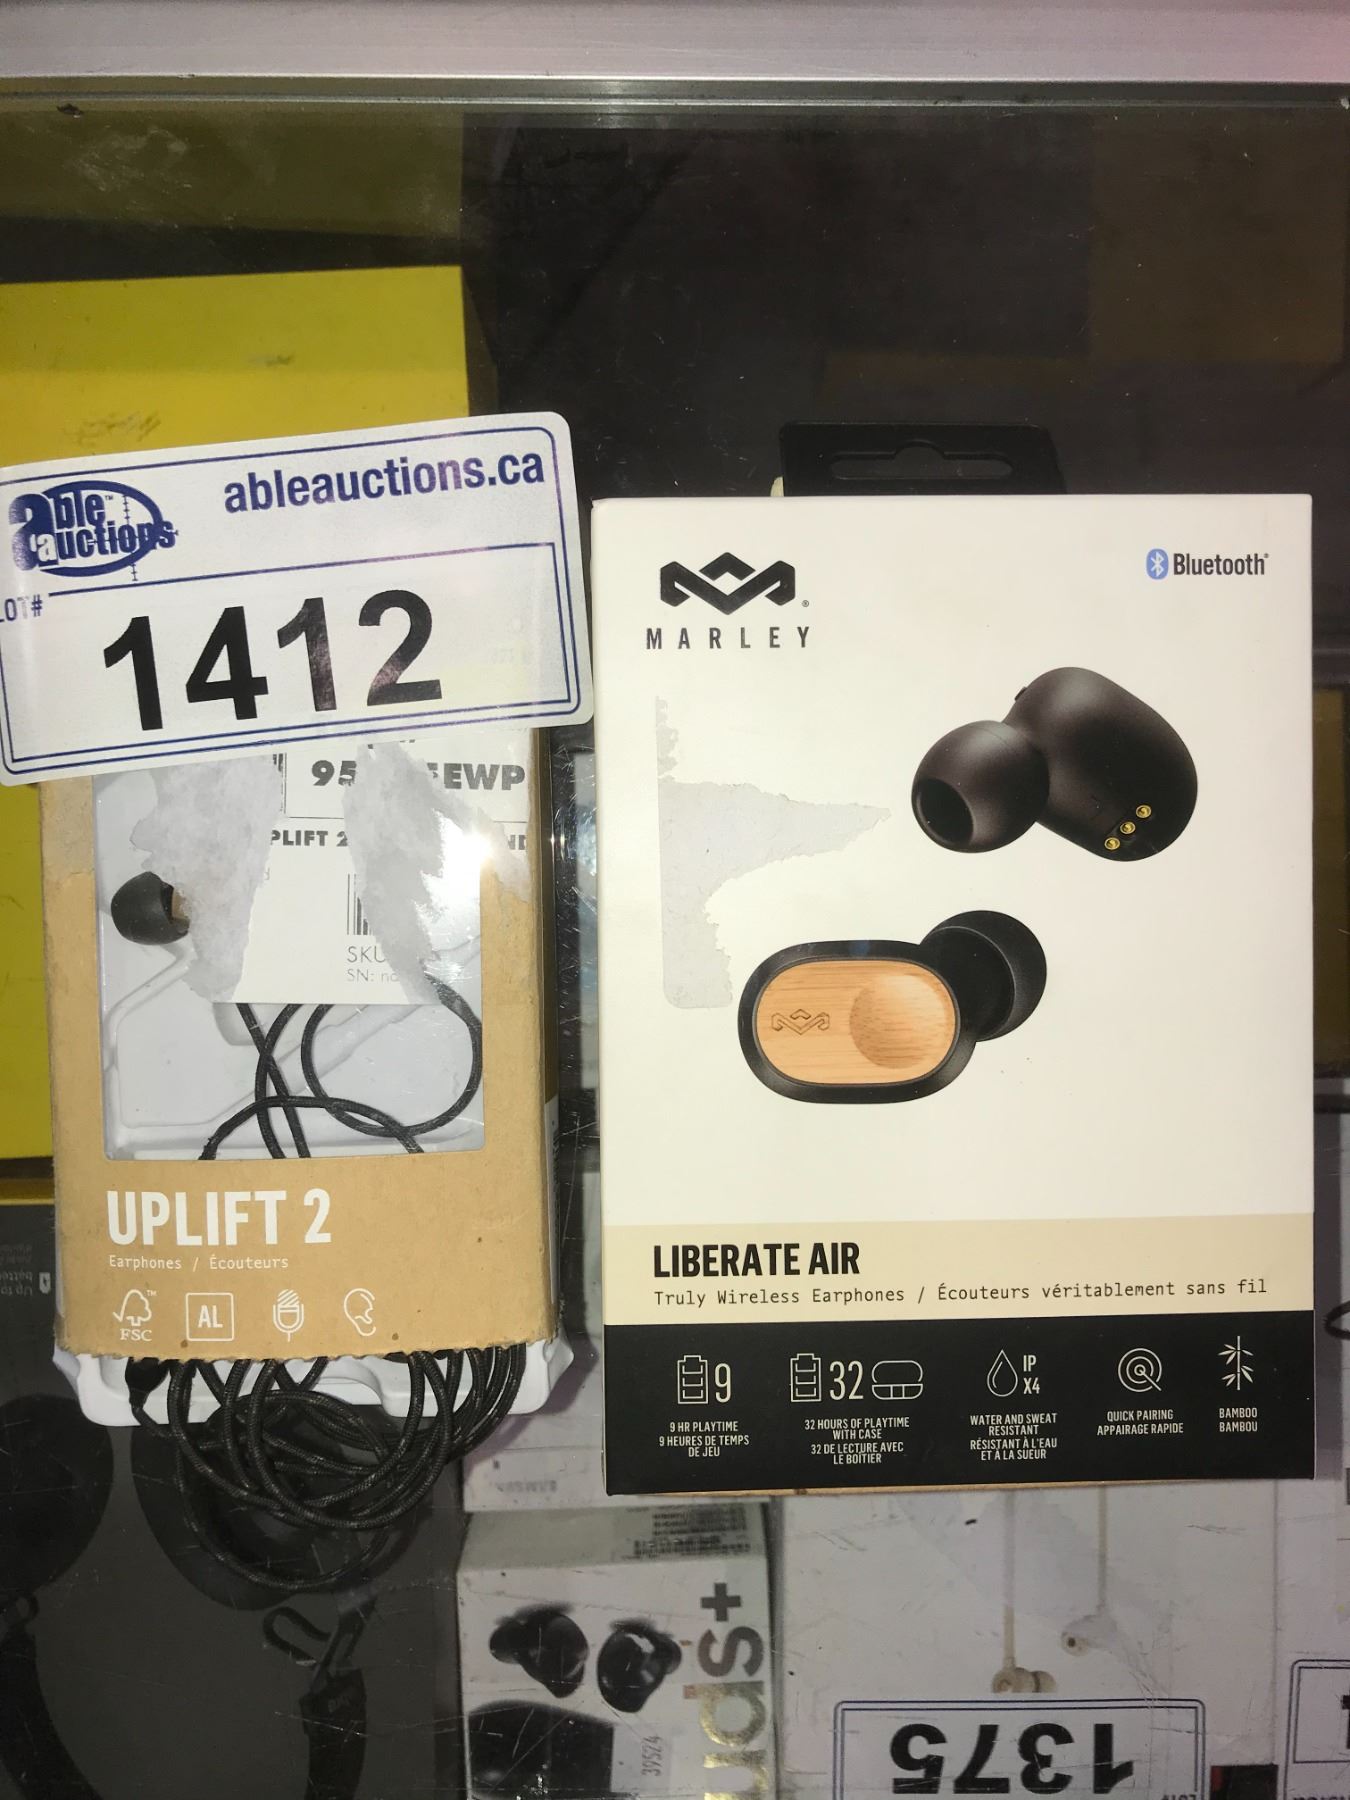 ableauctions.ca
able auctions
LOT#
1412
EWP
PLIFT 2
SKU
SN:
UPLIFT 2
Earphones / Écouteurs
FSC
AL
MARLEY
Bluetooth
LIBERATE AIR
Truly Wireless Earphones / Écouteurs véritablement sans fil
9
9 HR PLAYTIME
9 HEURES DE TEMPS
DE JEU
32
32 HOURS OF PLAYTIME
WITH CASE
32 DE LECTURE AVEC
LE BOÎTIER
IP
X4
WATER AND SWEAT
RESISTANT
RÉSISTANT À L'EAU
ET À LA SUEUR
QUICK PAIRING
APPAIRAGE RAPIDE
BAMBOO
BAMBOU
39524
1375
LOT#